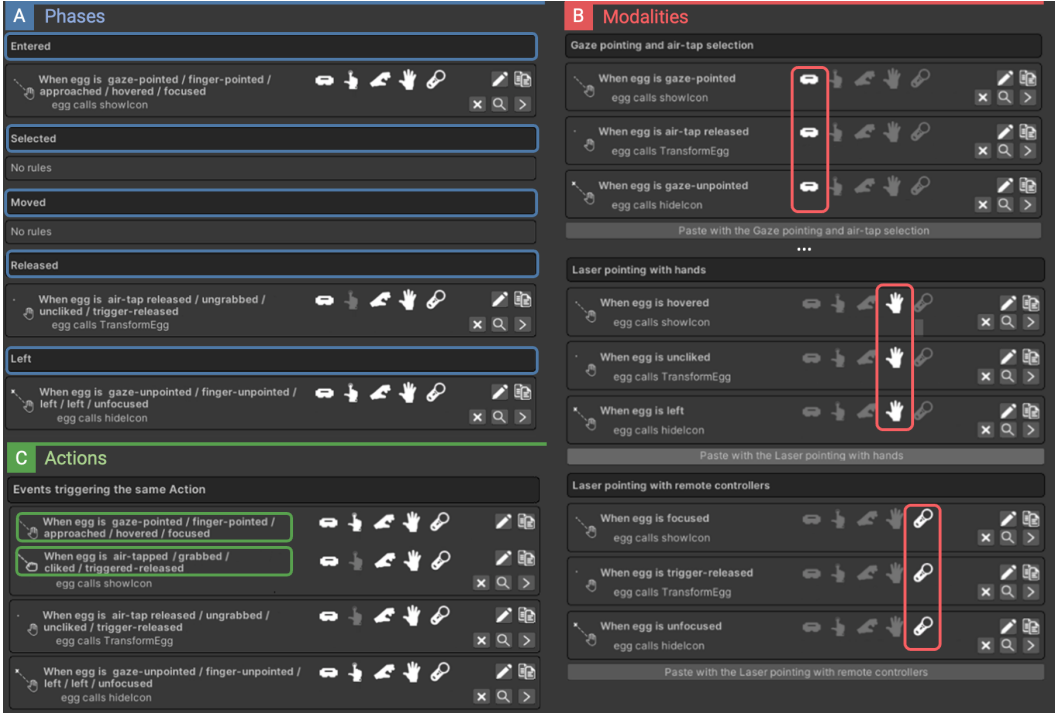 A Phases
Entered
When egg is gaze-pointed / finger-pointed /
approached / hovered / focused
egg calls showIcon
Selected
No rules
Moved
No rules
Released
When egg is air-tap released / ungrabbed /
uncliked / trigger-released
egg calls TransformEgg
Left
When egg is gaze-unpointed / finger-unpointed /
left / left / unfocused
egg calls hideIcon
C Actions
Events triggering the same Action
When egg is gaze-pointed / finger-pointed /
approached / hovered / focused
When egg is air-tapped / grabbed /
cliked / triggered-released
egg calls showIcon
When egg is air-tap released / ungrabbed /
uncliked / trigger-released
egg calls TransformEgg
When egg is gaze-unpointed / finger-unpointed /
left / left / unfocused
egg calls hideIcon
B Modalities
Gaze pointing and air-tap selection
When egg is gaze-pointed
egg calls showIcon
When egg is air-tap released
egg calls TransformEgg
When egg is gaze-unpointed
egg calls hideIcon
Paste with the Gaze pointing and air-tap selection
...
Laser pointing with hands
When egg is hovered
egg calls showIcon
When egg is uncliked
egg calls TransformEgg
When egg is left
egg calls hideIcon
Paste with the Laser pointing with hands
Laser pointing with remote controllers
When egg is focused
egg calls showIcon
When egg is trigger-released
egg calls TransformEgg
When egg is unfocused
egg calls hideIcon
Paste with the Laser pointing with remote controllers